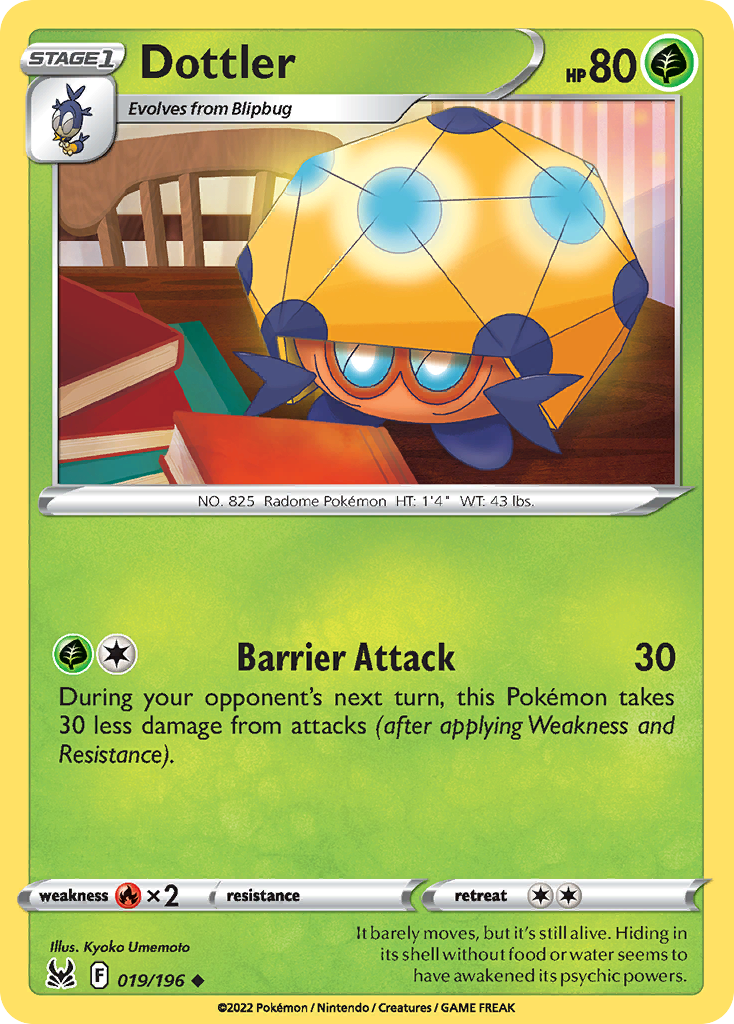 STAGE1
Dottler
HP 80
Evolves from Blipbug
NO. 825 Radome Pokémon HT: 1'4" WT: 43 lbs.
Barrier Attack 30
During your opponent's next turn, this Pokémon takes
30 less damage from attacks (after applying Weakness and
Resistance).
weakness ×2 resistance retreat
Illus. Kyoko Umemoto
F 019/196
It barely moves, but it's still alive. Hiding in
its shell without food or water seems to
have awakened its psychic powers.
©2022 Pokémon / Nintendo / Creatures / GAME FREAK